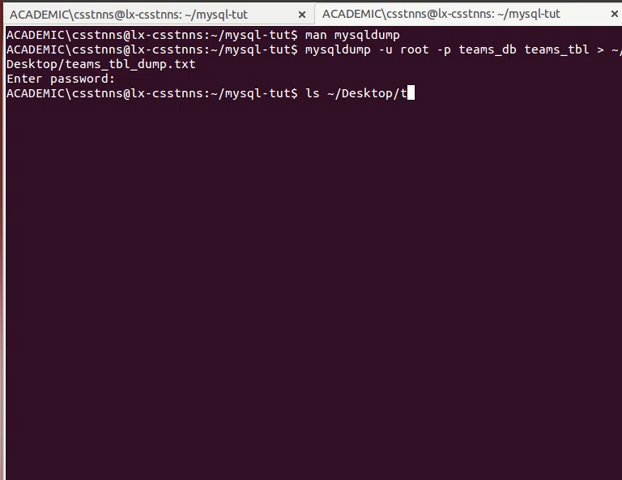 ACADEMIC\csstnns@lx-csstnns: ~/mysql-tut × ACADEMIC\csstnns@lx-csstnns: ~/mysql-tut ×
ACADEMIC\csstnns@lx-csstnns:~/mysql-tut$ man mysqldump
ACADEMIC\csstnns@lx-csstnns:~/mysql-tut$ mysqldump -u root -p teams_db teams_tbl > ~/
Desktop/teams_tbl_dump.txt
Enter password:
ACADEMIC\csstnns@lx-csstnns:~/mysql-tut$ ls ~/Desktop/t